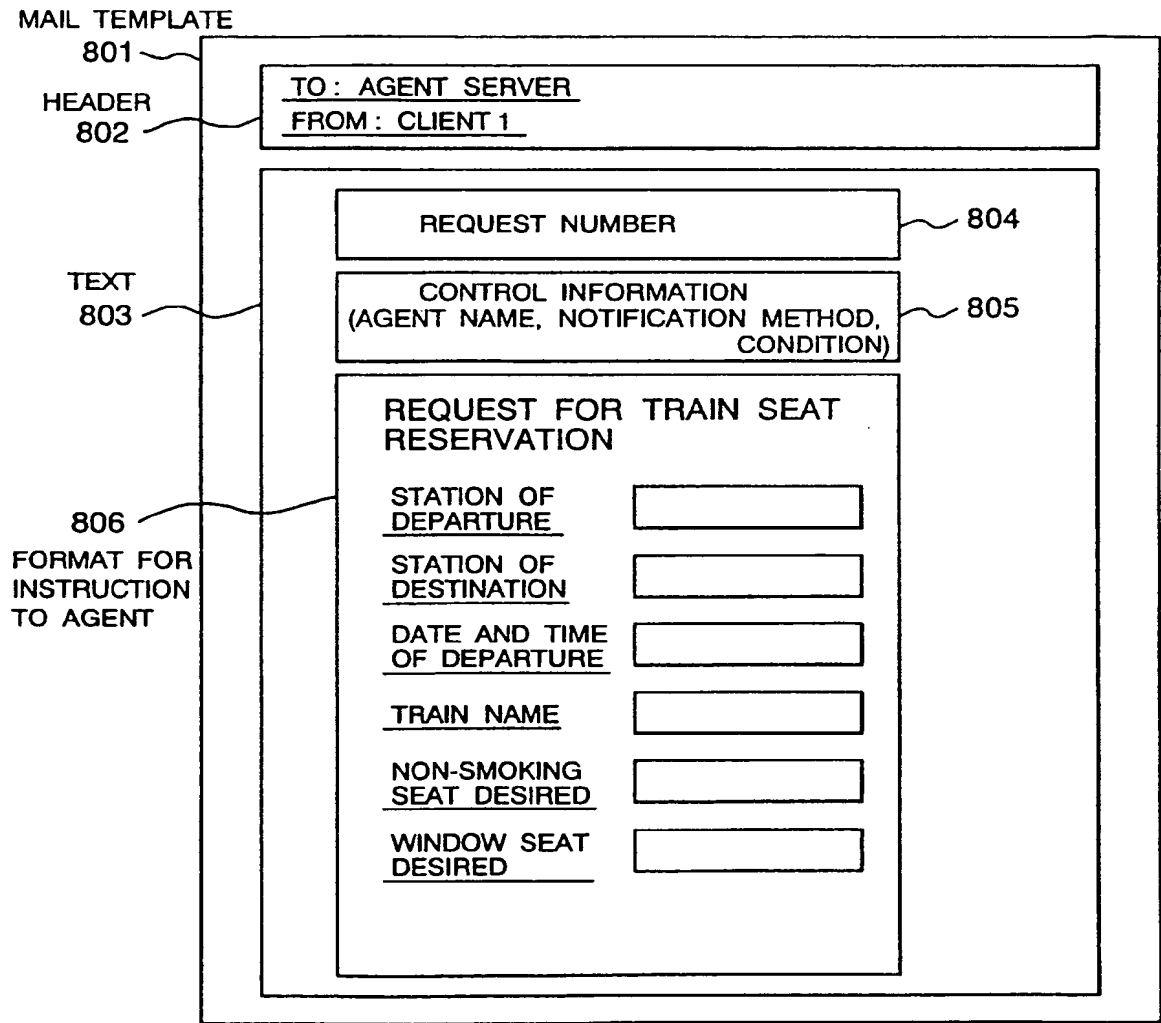 MAIL TEMPLATE
801
HEADER
802
TO : AGENT SERVER
FROM : CLIENT 1
REQUEST NUMBER
804
TEXT
803
CONTROL INFORMATION
(AGENT NAME, NOTIFICATION METHOD,
CONDITION)
805
REQUEST FOR TRAIN SEAT
RESERVATION
806
FORMAT FOR
INSTRUCTION
TO AGENT
STATION OF
DEPARTURE
STATION OF
DESTINATION
DATE AND TIME
OF DEPARTURE
TRAIN NAME
NON-SMOKING
SEAT DESIRED
WINDOW SEAT
DESIRED